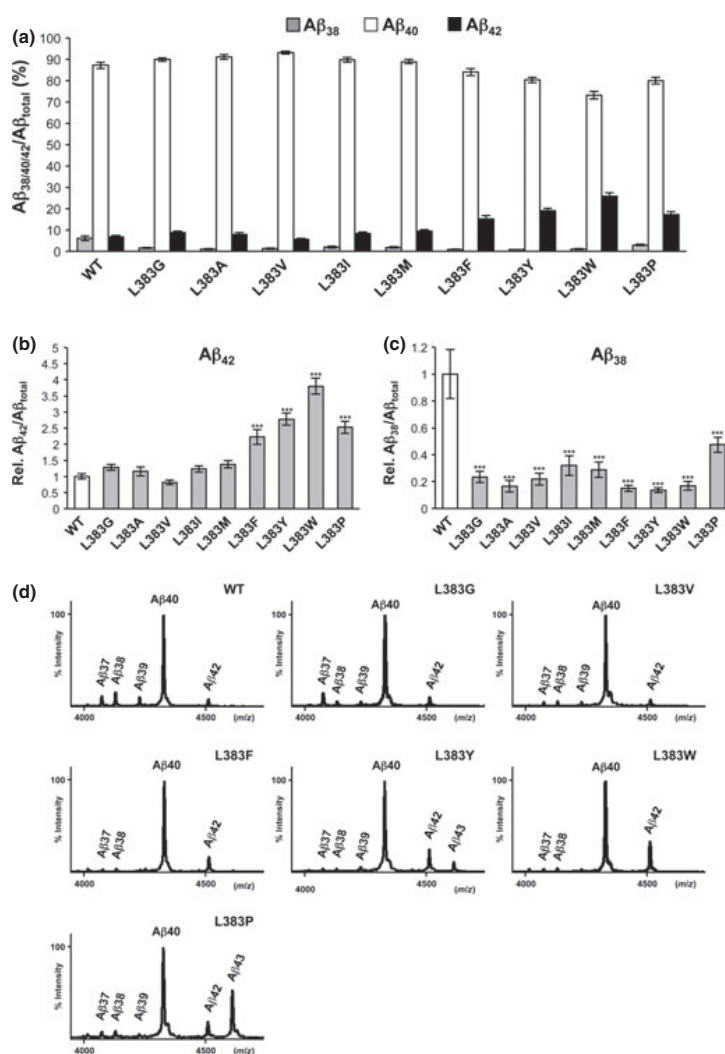 (a)
Aβ38 Aβ40 Aβ42
Aβ38/40/42/Aβtotal (%)
100
90
80
70
60
50
40
30
20
10
0
WT L383G L383A L383V L383I L383M L383F L383Y L383W L383P
(b)
Aβ42
Rel. Aβ42/Aβtotal
5
4.5
4
3.5
3
2.5
2
1.5
1
0.5
0
*** *** *** ***
WT L383G L383A L383V L383I L383M L383F L383Y L383W L383P
(c)
Aβ38
Rel. Aβ38/Aβtotal
1.2
1
0.8
0.6
0.4
0.2
0
*** *** *** *** *** *** *** *** ***
WT L383G L383A L383V L383I L383M L383F L383Y L383W L383P
(d)
WT
% Intensity
100
Aβ37 Aβ38 Aβ39 Aβ40 Aβ42
4000 4500 (m/z)
L383G
% Intensity
100
Aβ37 Aβ38 Aβ39 Aβ40 Aβ42
4000 4500 (m/z)
L383V
% Intensity
100
Aβ37 Aβ38 Aβ39 Aβ40 Aβ42
4000 4500 (m/z)
L383F
% Intensity
100
Aβ37 Aβ38 Aβ40 Aβ42
4000 4500 (m/z)
L383Y
% Intensity
100
Aβ37 Aβ38 Aβ39 Aβ40 Aβ42 Aβ43
4000 4500 (m/z)
L383W
% Intensity
100
Aβ37 Aβ38 Aβ40 Aβ42
4000 4500 (m/z)
L383P
% Intensity
100
Aβ37 Aβ38 Aβ39 Aβ40 Aβ42 Aβ43
4000 4500 (m/z)